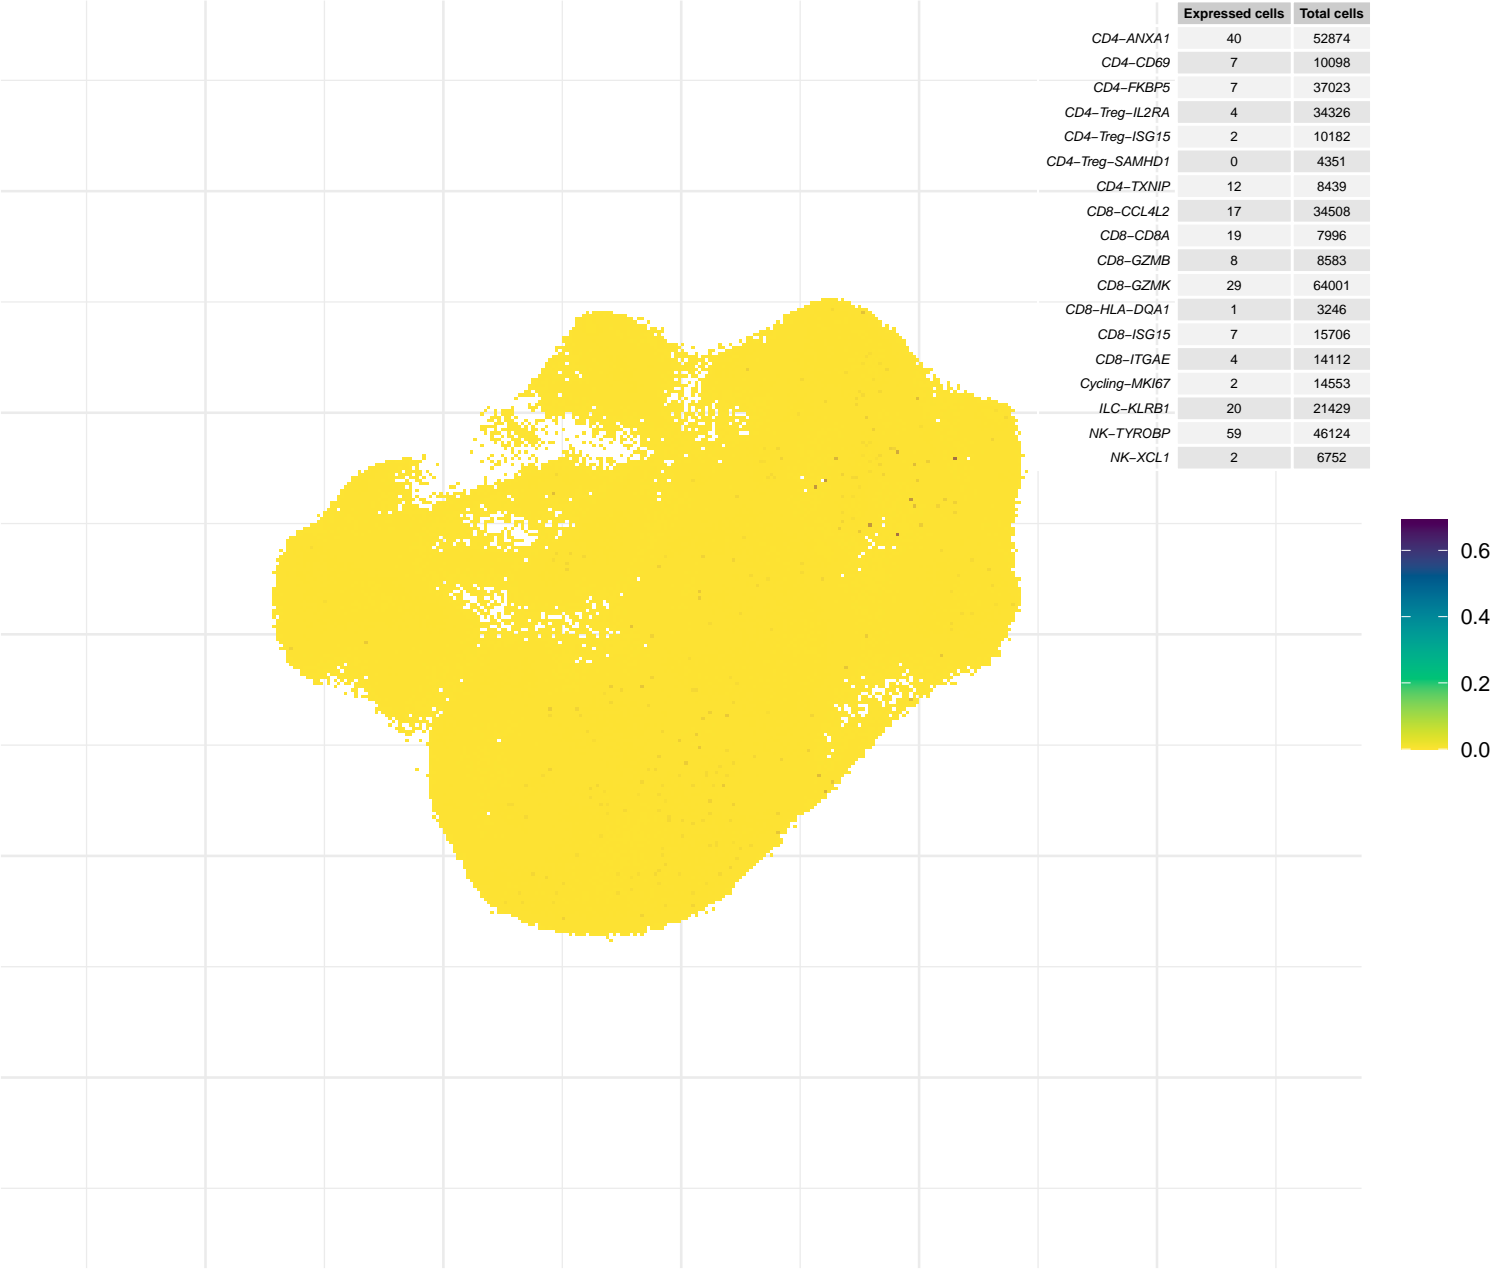 Expressed cells Total cells
CD4−ANXA1 40 52874
CD4−CD69 7 10098
CD4−FKBP5 7 37023
CD4−Treg−IL2RA 4 34326
CD4−Treg−ISG15 2 10182
CD4−Treg−SAMHD1 0 4351
CD4−TXNIP 12 8439
CD8−CCL4L2 17 34508
CD8−CD8A 19 7996
CD8−GZMB 8 8583
CD8−GZMK 29 64001
CD8−HLA−DQA1 1 3246
CD8−ISG15 7 15706
CD8−ITGAE 4 14112
Cycling−MKI67 2 14553
ILC−KLRB1 20 21429
NK−TYROBP 59 46124
NK−XCL1 2 6752
0.6
0.4
0.2
0.0